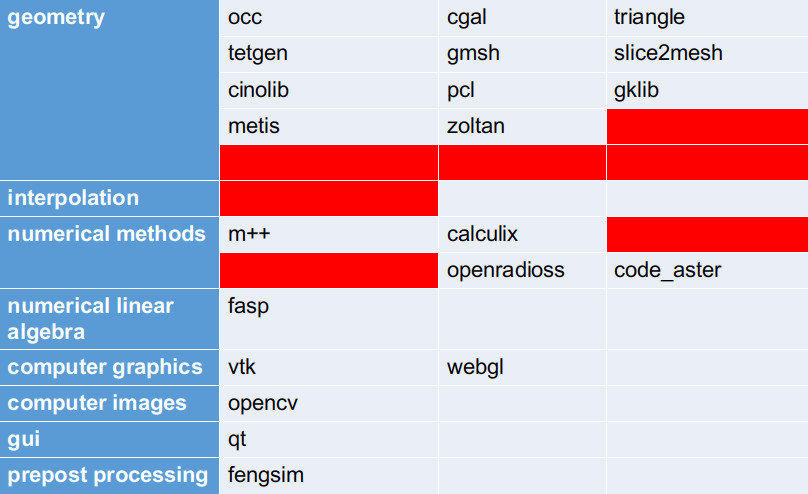 geometry occ cgal triangle
tetgen gmsh slice2mesh
cinolib pcl gklib
metis zoltan
interpolation
numerical methods m++ calculix
openradioss code_aster
numerical linear fasp
algebra
computer graphics vtk webgl
computer images opencv
gui qt
prepost processing fengsim